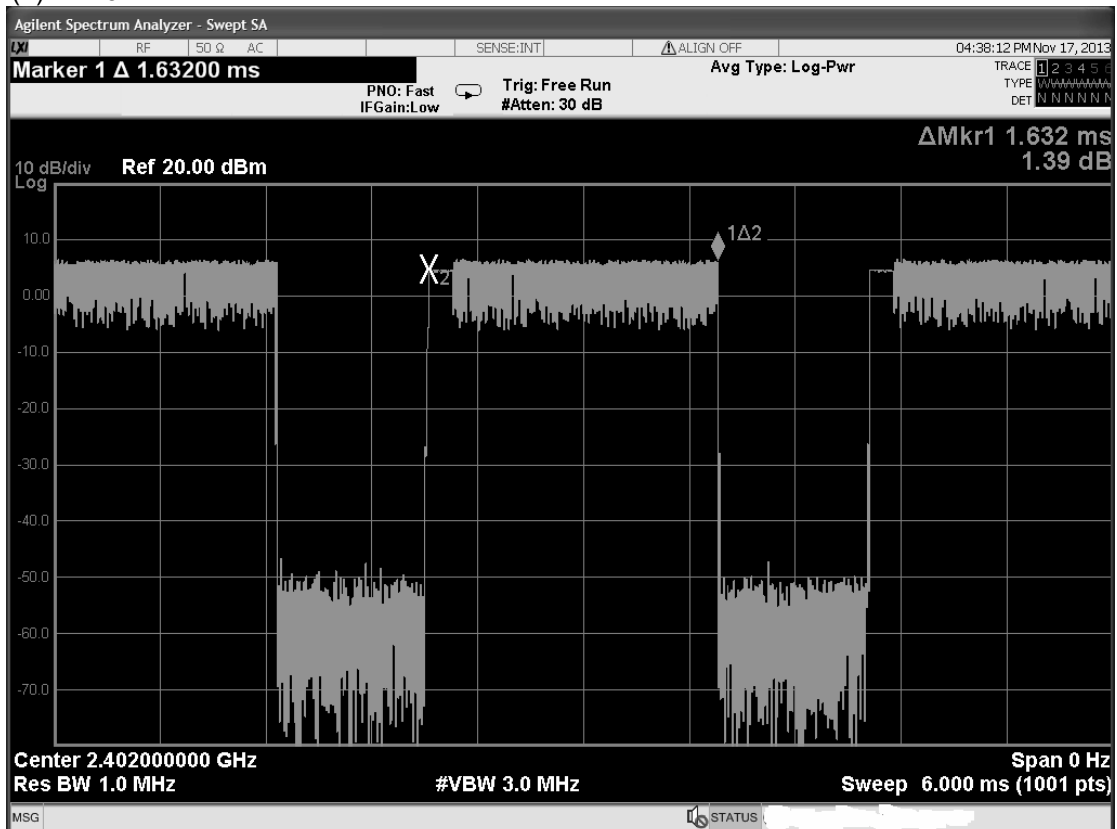 Agilent Spectrum Analyzer - Swept SA
LXI RF 50 Ω AC SENSE:INT ALIGN OFF 04:38:12 PM Nov 17, 2013
Marker 1 Δ 1.63200 ms
PNO: Fast
IFGain:Low
Trig: Free Run
#Atten: 30 dB
Avg Type: Log-Pwr
TRACE 1 2 3 4 5 6
TYPE
DET N N N N N N
ΔMkr1 1.632 ms
1.39 dB
10 dB/div Ref 20.00 dBm
Log
10.0
1Δ2
X2
0.00
-10.0
-20.0
-30.0
-40.0
-50.0
-60.0
-70.0
Center 2.402000000 GHz Span 0 Hz
Res BW 1.0 MHz #VBW 3.0 MHz Sweep 6.000 ms (1001 pts)
MSG STATUS